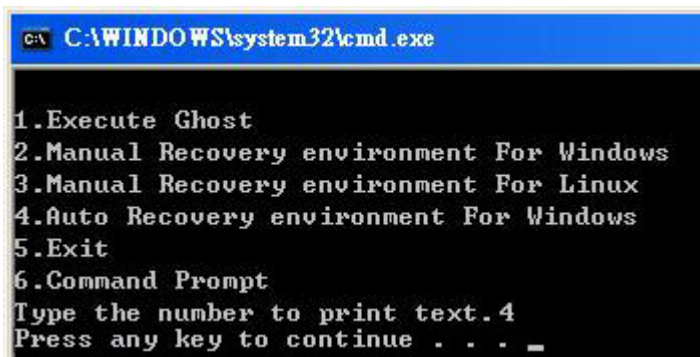 C:\WINDOWS\system32\cmd.exe
1.Execute Ghost
2.Manual Recovery environment For Windows
3.Manual Recovery environment For Linux
4.Auto Recovery environment For Windows
5.Exit
6.Command Prompt
Type the number to print text.4
Press any key to continue . . . _